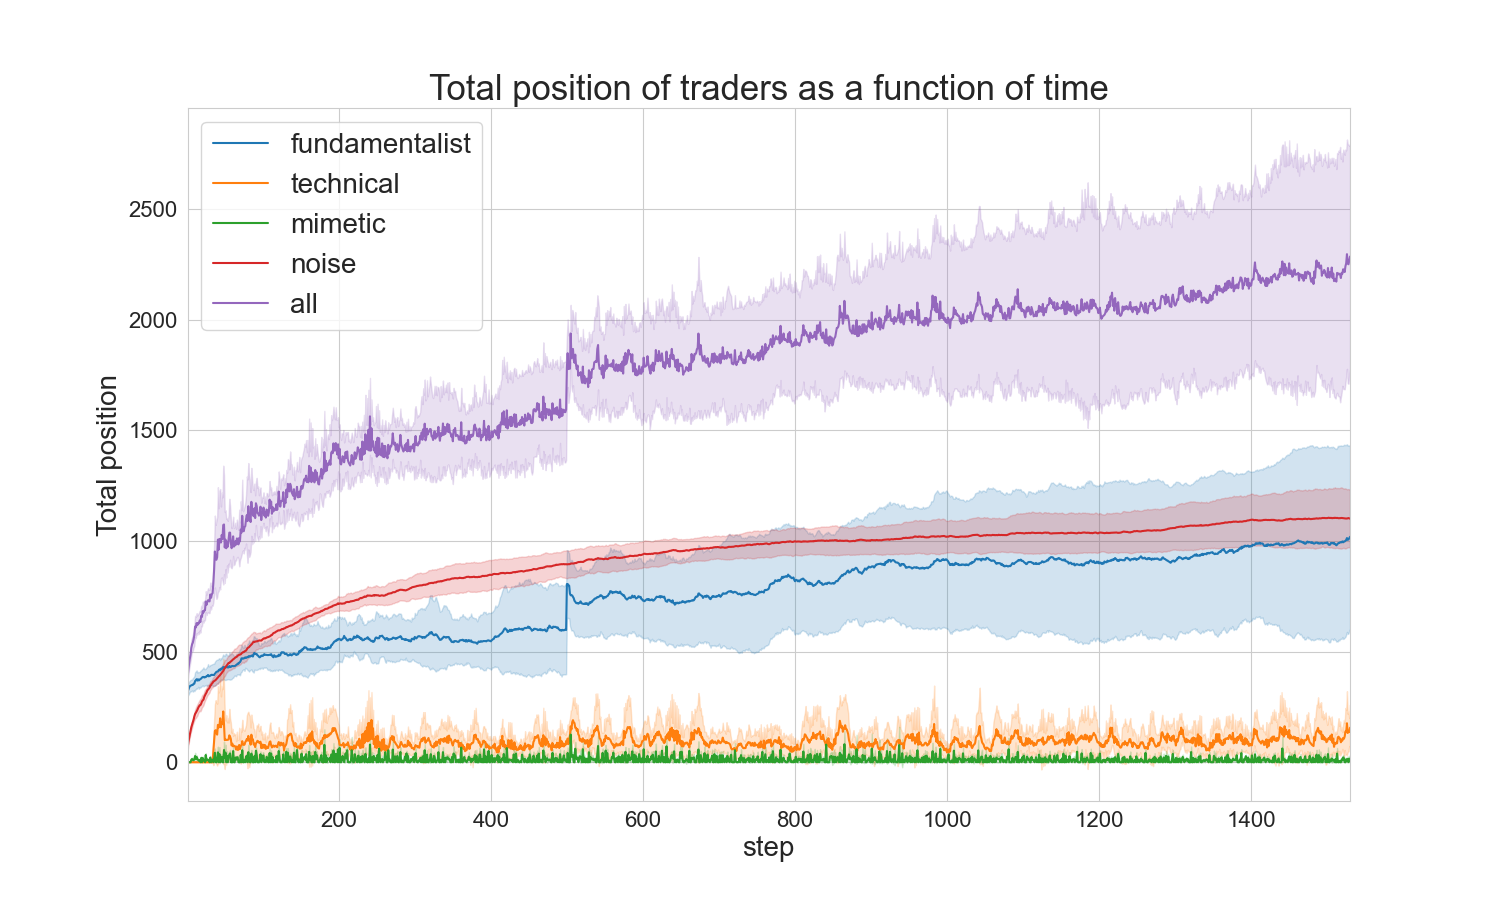 Total position of traders as a function of time
fundamentalist
technical
mimetic
noise
all
Total position
2500
2000
1500
1000
500
0
200 400 600 800 1000 1200 1400
step